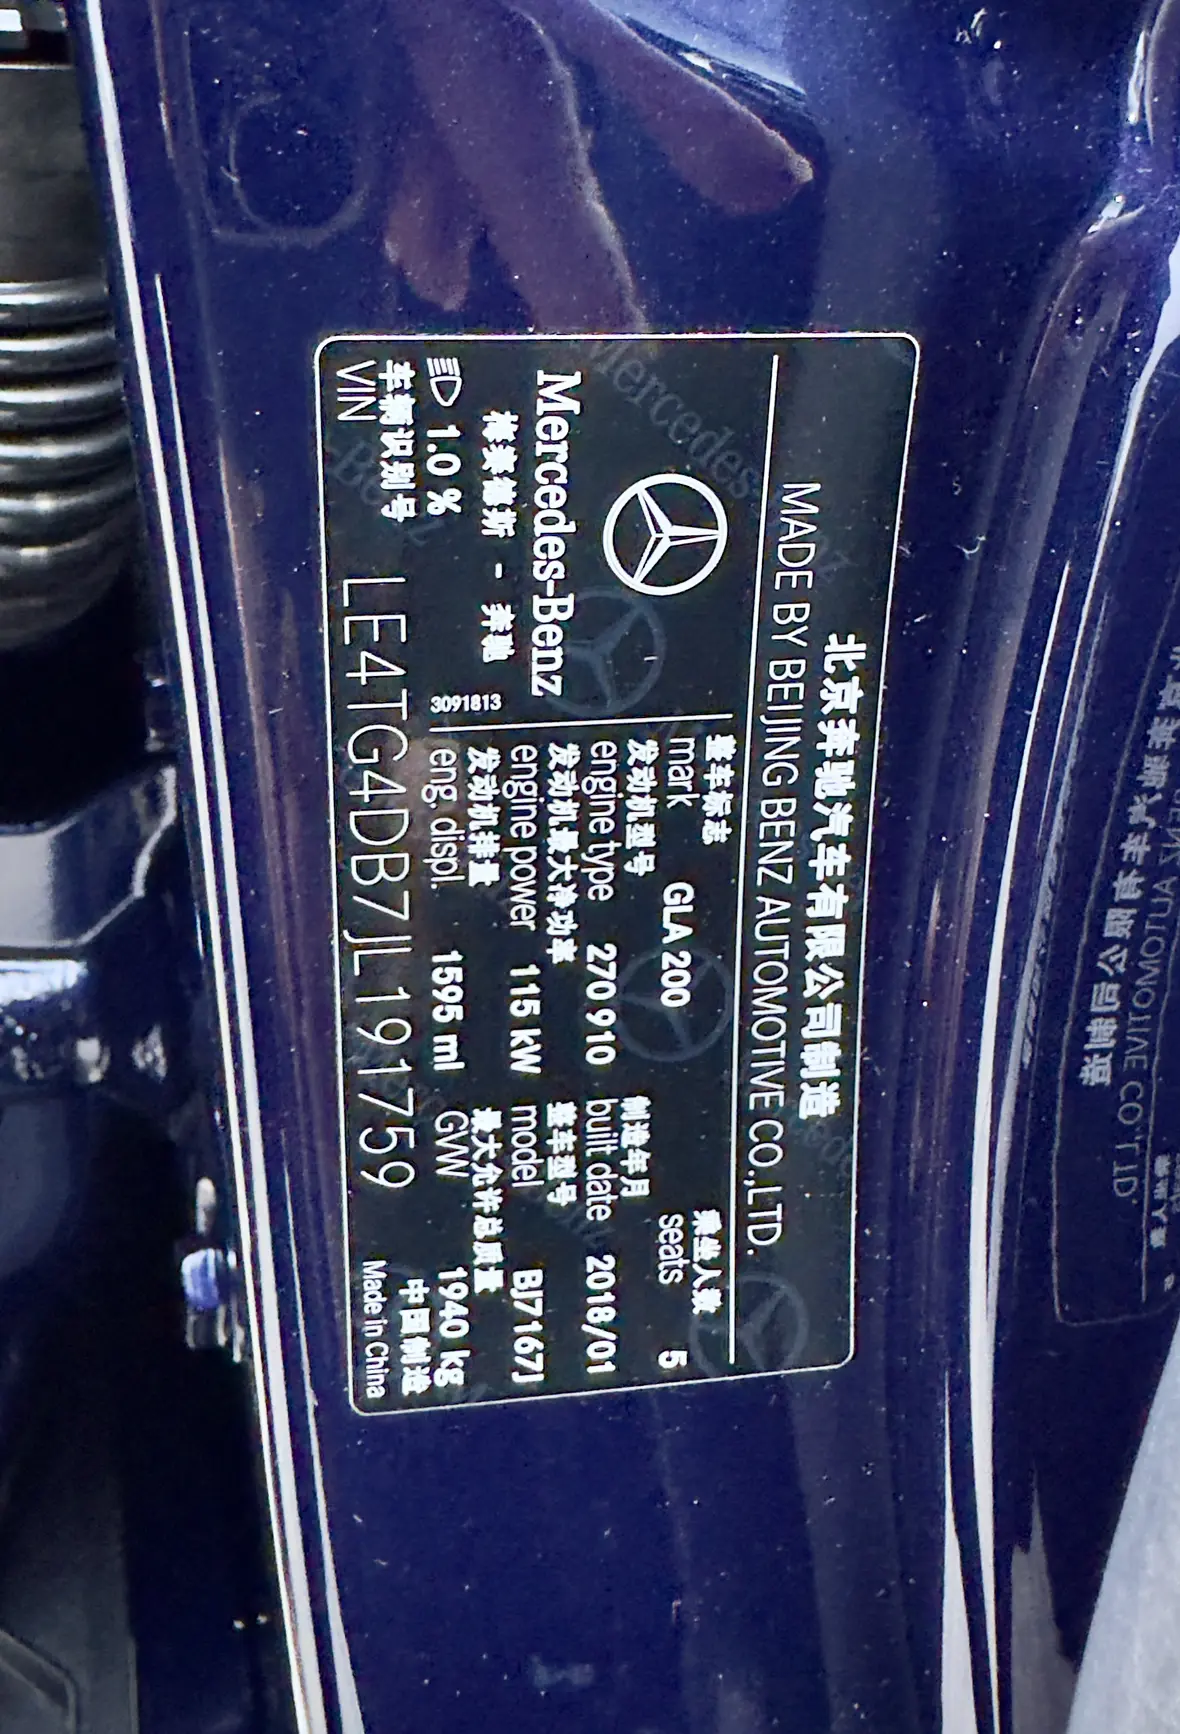 北京奔驰汽车有限公司制造
MADE BY BEIJING BENZ AUTOMOTIVE CO.,LTD.
Mercedes-Benz
梅赛德斯 - 奔驰
1.0 %
3091813
整车标志
mark GLA 200
乘坐人数
seats 5
发动机型号
engine type 270 910
制造年月
built date 2018/01
发动机最大净功率
engine power 115 kW
整车型号
model BJ7167J
发动机排量
eng. displ. 1595 ml
最大允许总质量
GVW 1940 kg
车辆识别号
VIN LE4TG4DB7JL191759
中国制造
Made in China